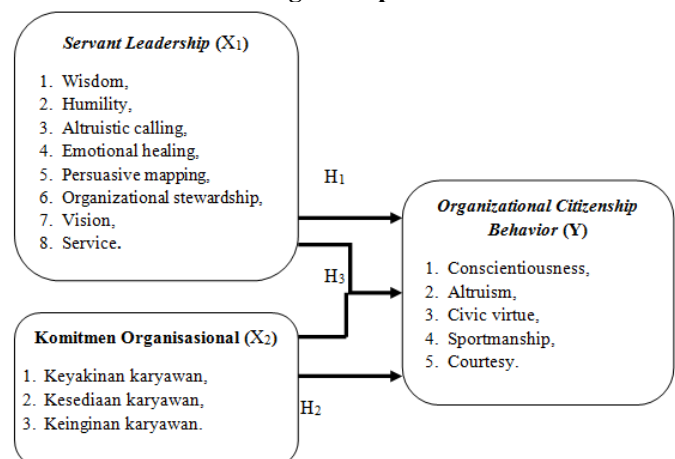 Servant Leadership (X₁)
1. Wisdom,
2. Humility,
3. Altruistic calling,
4. Emotional healing,
5. Persuasive mapping,
6. Organizational stewardship,
7. Vision,
8. Service.
H₁
H₃
Komitmen Organisasional (X₂)
1. Keyakinan karyawan,
2. Kesediaan karyawan,
3. Keinginan karyawan.
H₂
Organizational Citizenship
Behavior (Y)
1. Conscientiousness,
2. Altruism,
3. Civic virtue,
4. Sportmanship,
5. Courtesy.